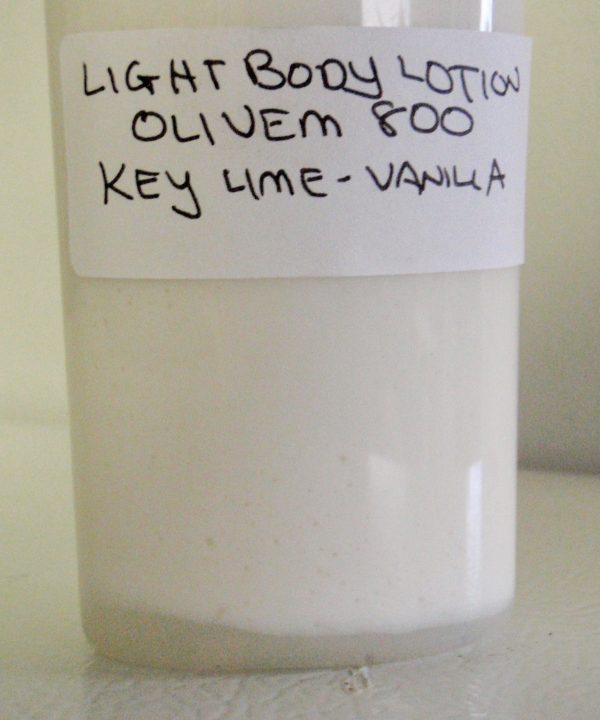 LIGHT BODY LOTION
OLIVEM 800
KEY LIME - VANILLA